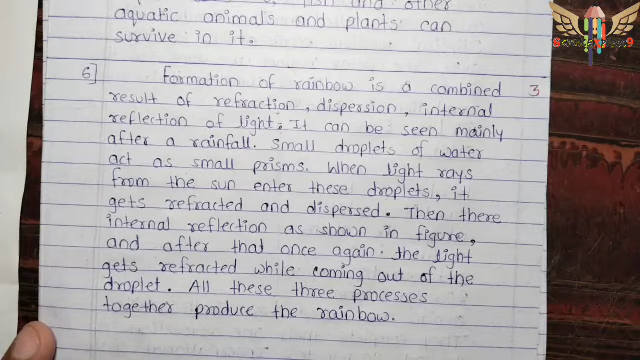 fish and other
aquatic animals and plants can
survive in it.
6] Formation of rainbow is a combined 3
result of refraction, dispersion, internal
reflection of light. It can be seen mainly
after a rainfall. Small droplets of water
act as small prisms. When light rays
from the sun enter these droplets, it
gets refracted and dispersed. Then there
internal reflection as shown in figure,
and after that once again. the light
gets refracted while coming out of the
droplet. All these three processes
together produce the rainbow.